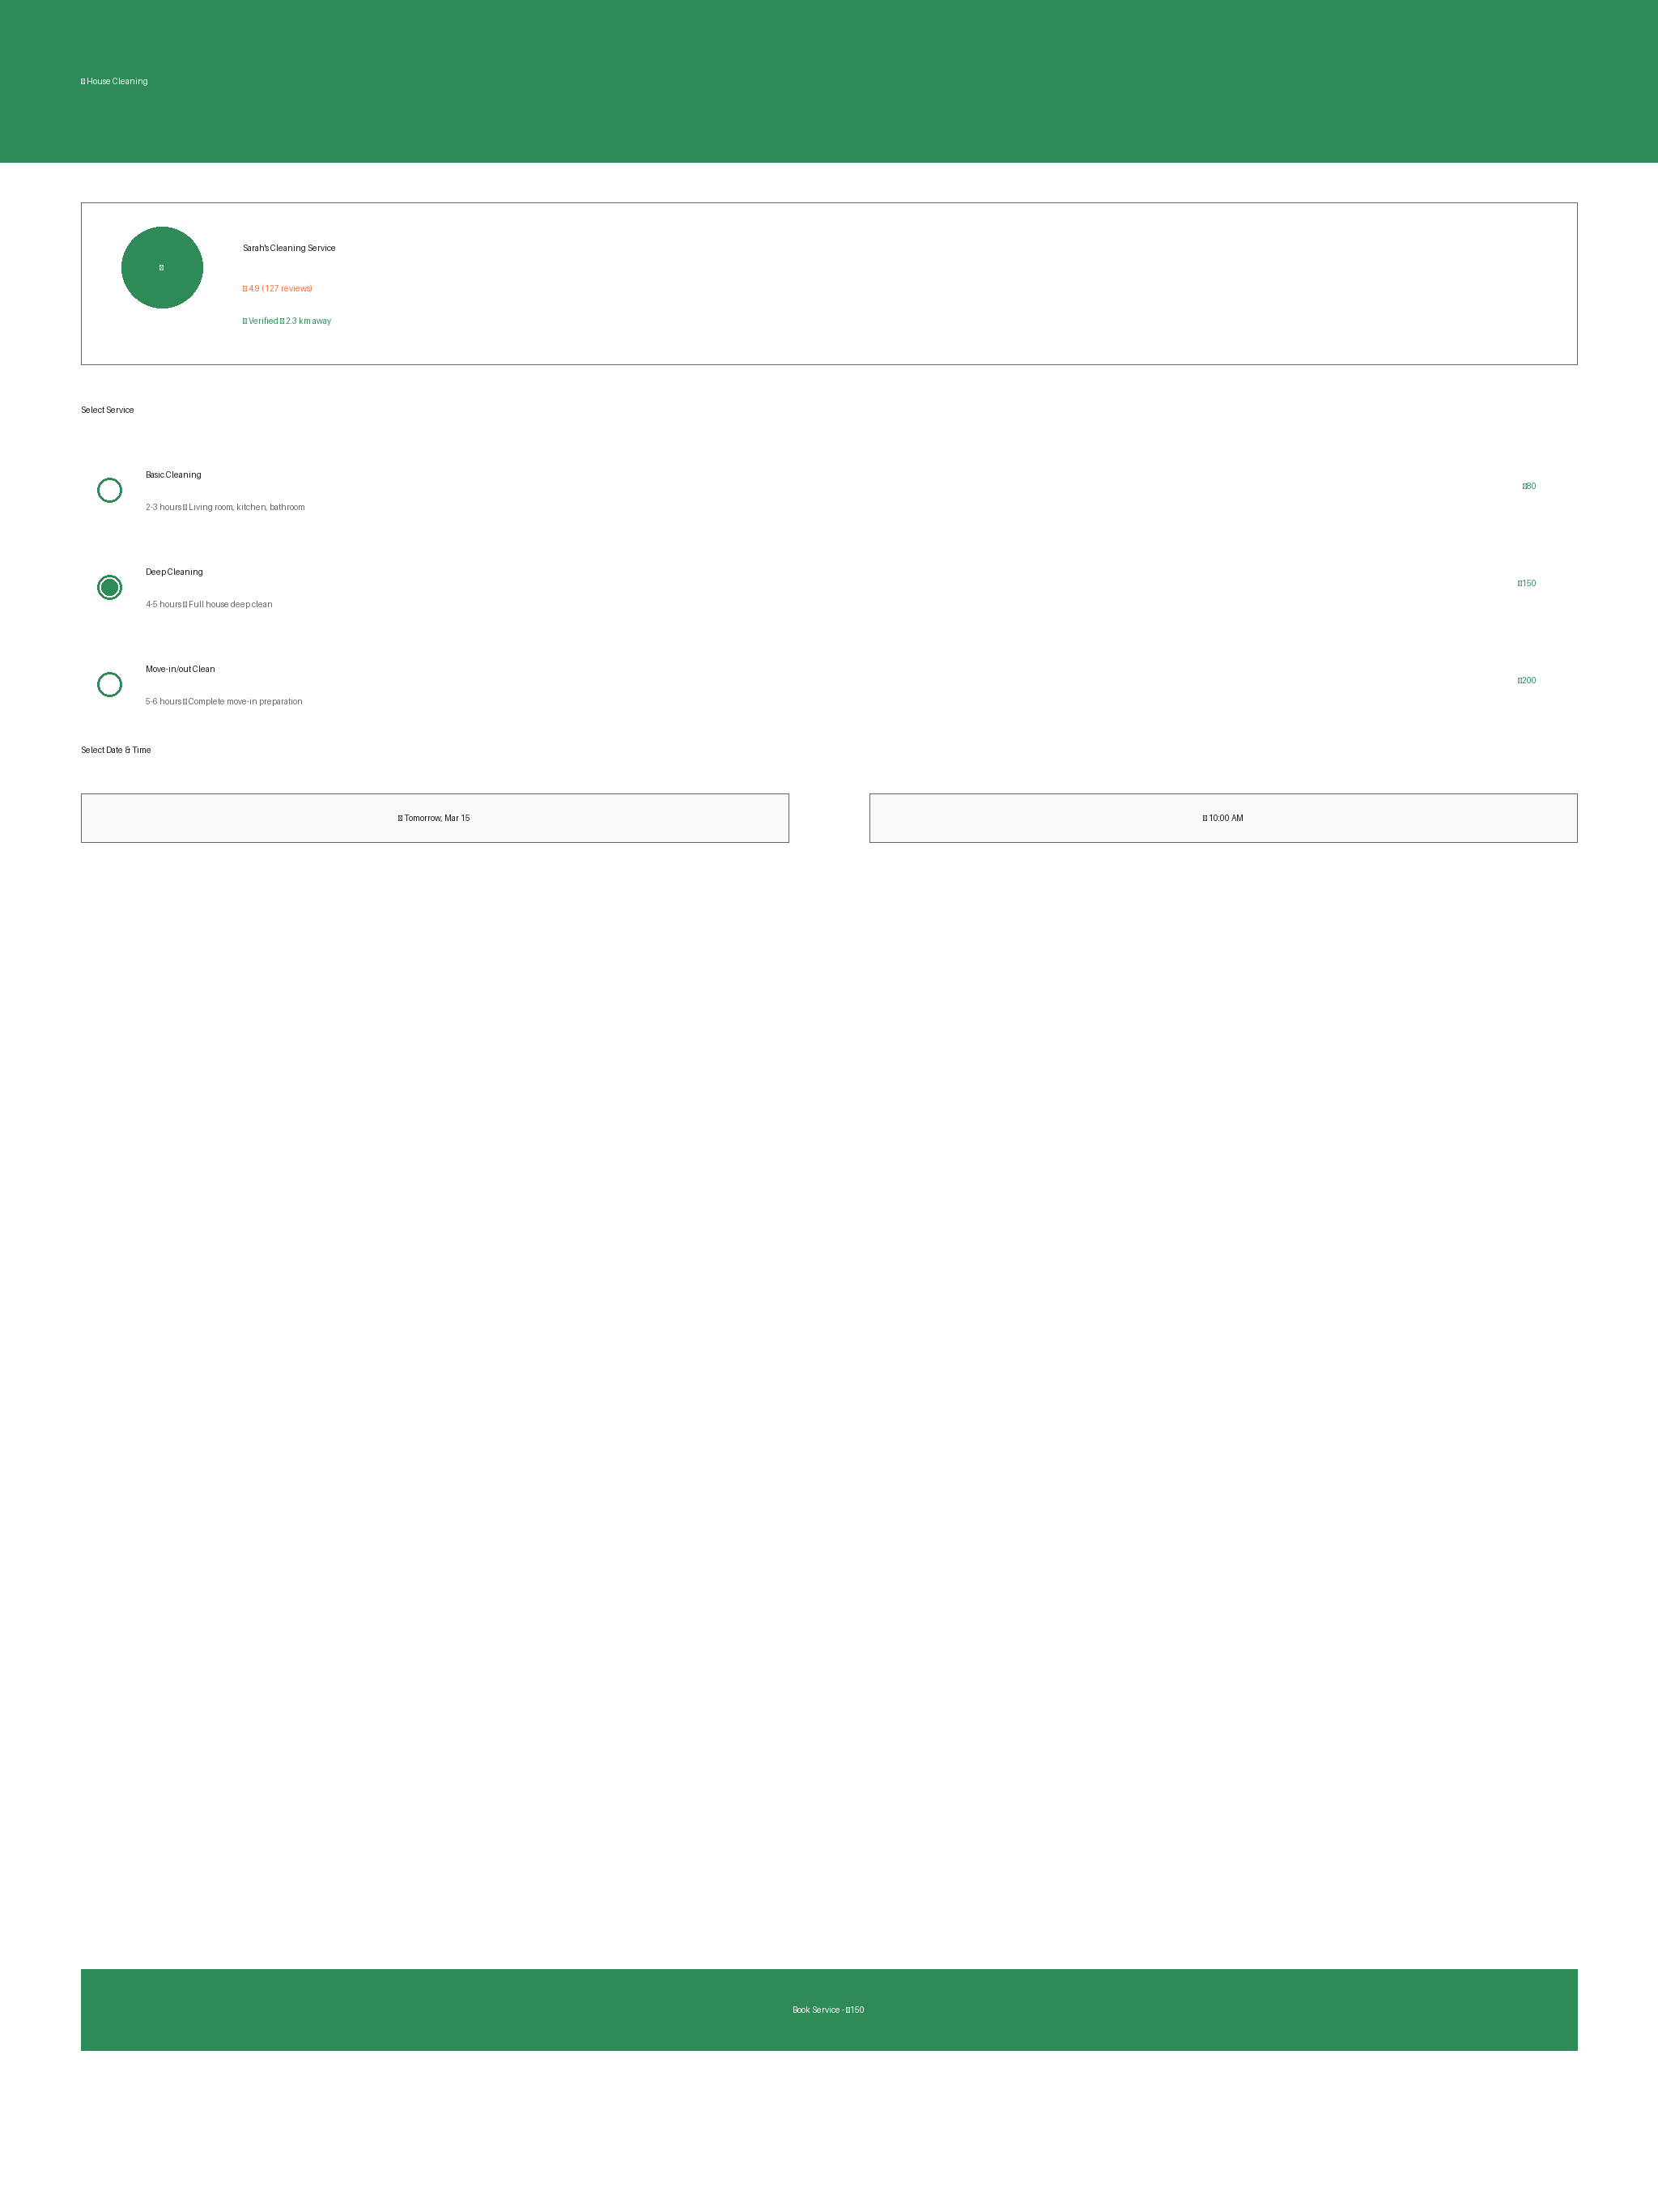 House Cleaning
Sarah's Cleaning Service
4.9 (127 reviews)
Verified 2.3 km away
Select Service
Basic Cleaning
80
2-3 hours Living room, kitchen, bathroom
Deep Cleaning
150
4-5 hours Full house deep clean
Move-in/out Clean
200
5-6 hours Complete move-in preparation
Select Date & Time
Tomorrow, Mar 15
10:00 AM
Book Service - 150